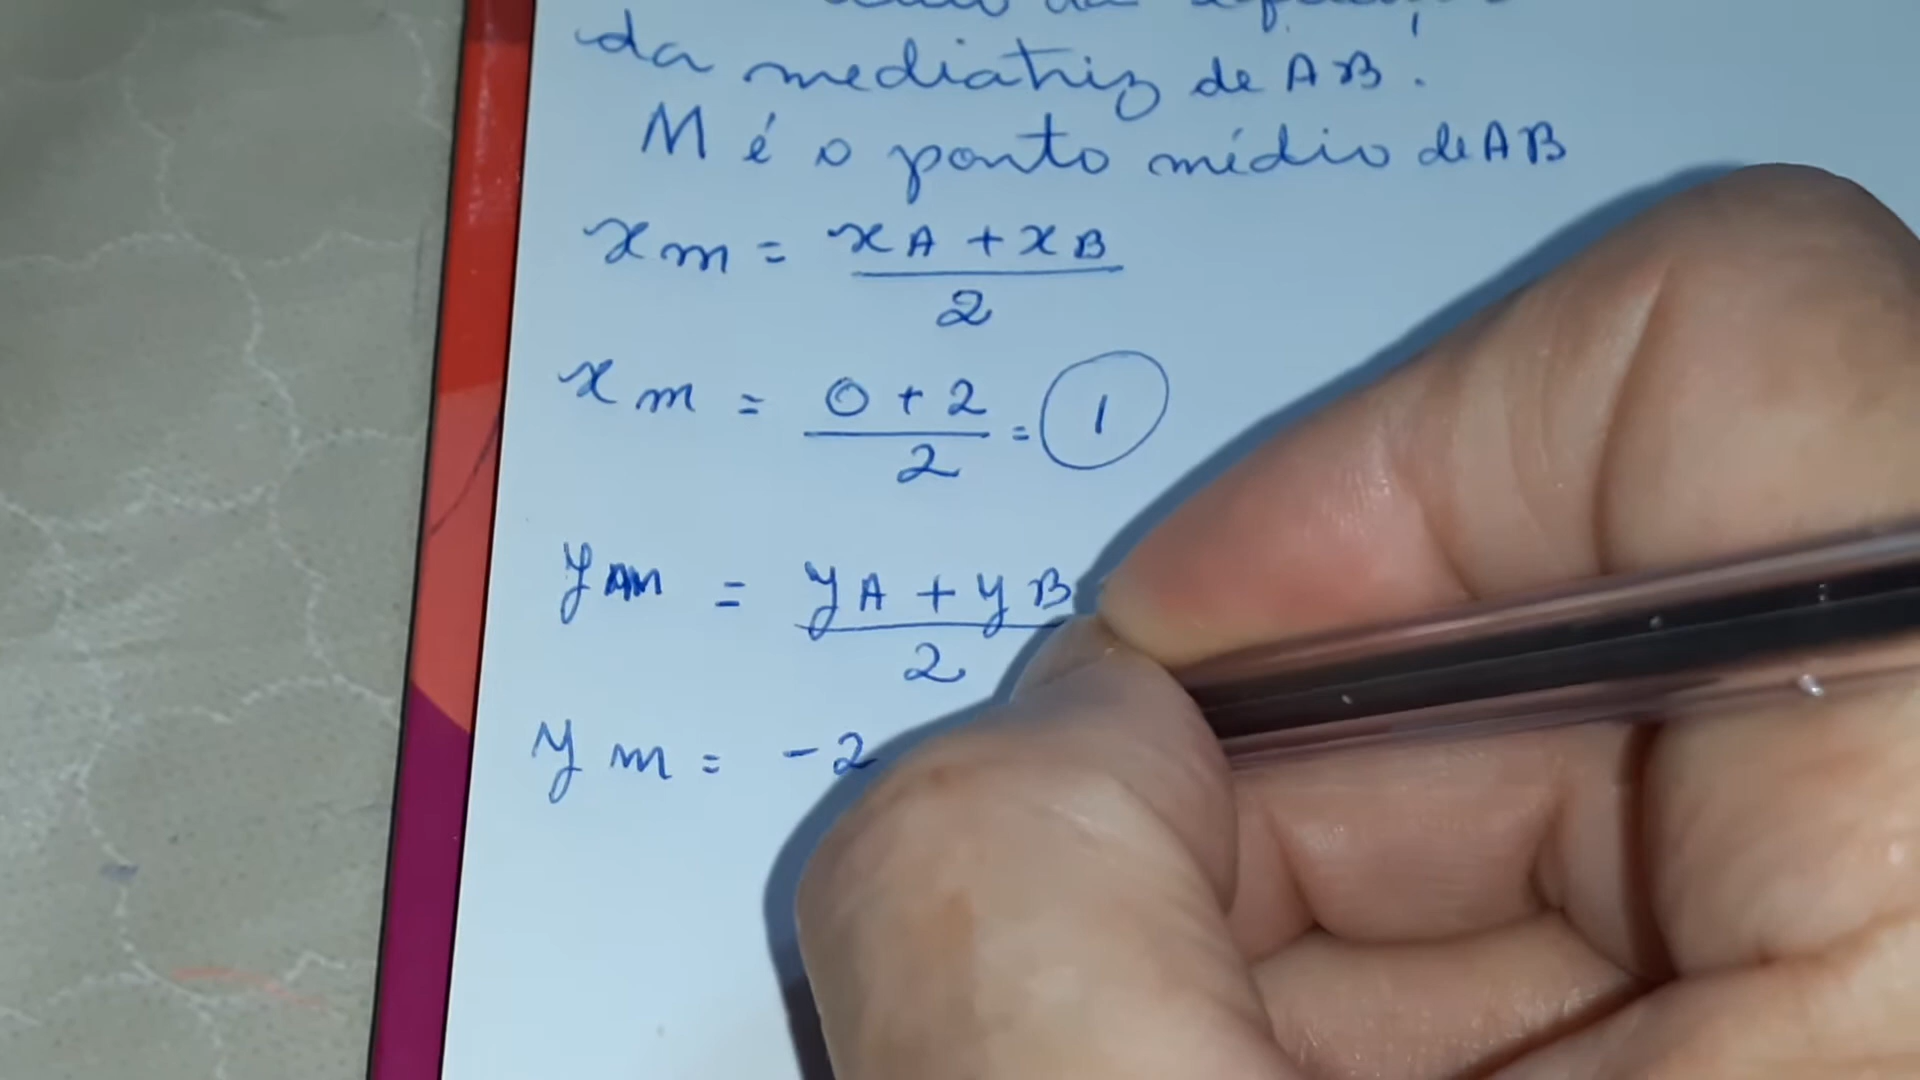 da mediatriz de AB.
M é o ponto médio de AB
xm = xA + xB
2
xm = 0 + 2 = 1
2
yAM = yA + yB
2
ym = -2